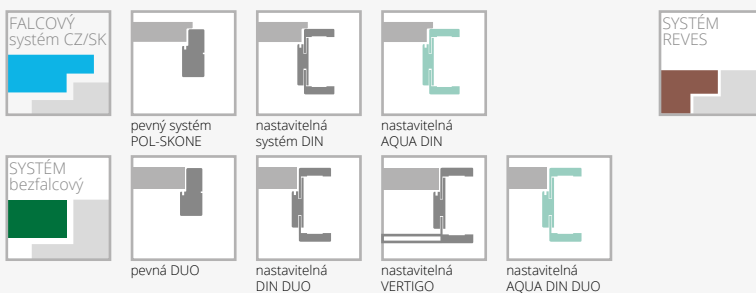 FALCOVÝ
systém CZ/SK
SYSTÉM
REVES
pevný systém
POL-SKONE
nastavitelná
systém DIN
nastavitelná
AQUA DIN
SYSTÉM
bezfalcový
pevná DUO
nastavitelná
DIN DUO
nastavitelná
VERTIGO
nastavitelná
AQUA DIN DUO